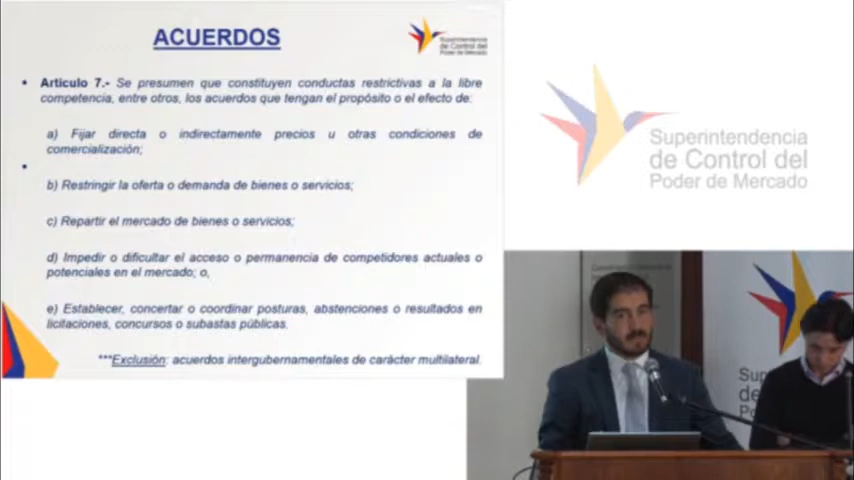 ACUERDOS
Superintendencia
de Control del
Poder de Mercado
• Artículo 7.- Se presumen que constituyen conductas restrictivas a la libre
competencia, entre otros, los acuerdos que tengan el propósito o el efecto de:
a) Fijar directa o indirectamente precios u otras condiciones de
comercialización;
•
b) Restringir la oferta o demanda de bienes o servicios;
c) Repartir el mercado de bienes o servicios;
d) Impedir o dificultar el acceso o permanencia de competidores actuales o
potenciales en el mercado; o,
e) Establecer, concertar o coordinar posturas, abstenciones o resultados en
licitaciones, concursos o subastas públicas.
***Exclusión: acuerdos intergubernamentales de carácter multilateral.
Superintendencia
de Control del
Poder de Mercado
Sup
de
Po